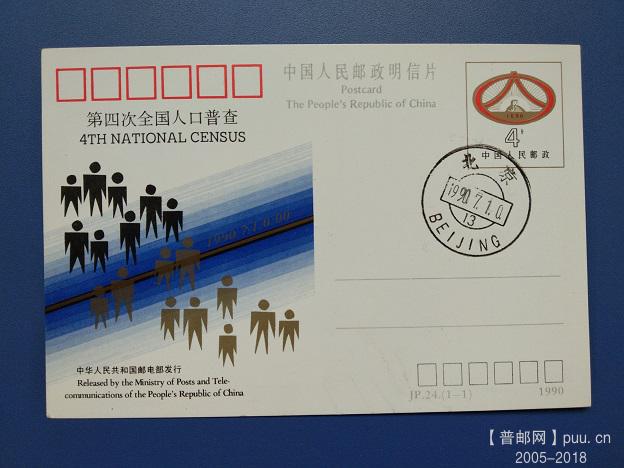 第四次全国人口普查
4TH NATIONAL CENSUS
1990.7.1.0:00
中华人民共和国邮电部发行
Released by the Ministry of Posts and Tele-
communications of the People's Republic of China
中国人民邮政明信片
Postcard
The People's Republic of China
1990
4分
中国人民邮政
北京
1990.7.1.0
13
BEIJING
JP.24.(1-1)
1990
【普邮网】puu.cn
2005-2018